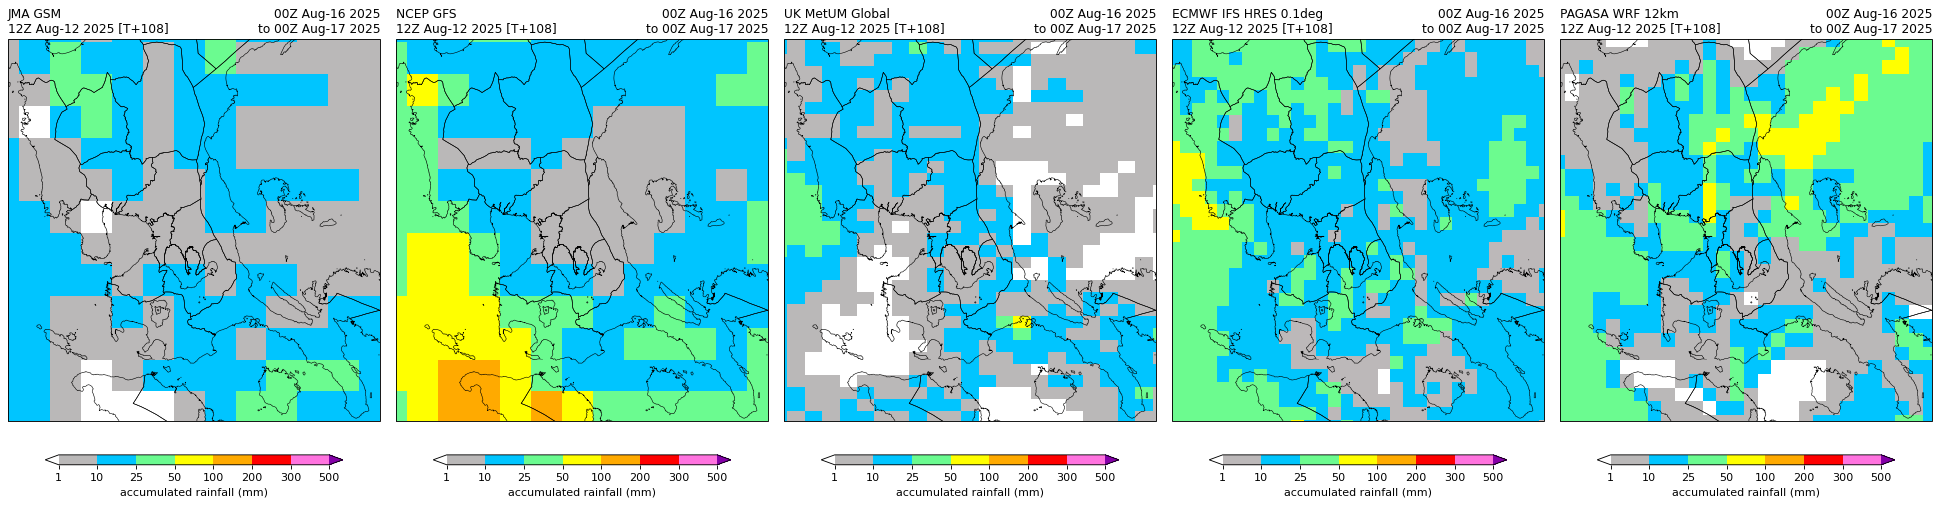 JMA GSM 00Z Aug-16 2025
12Z Aug-12 2025 [T+108] to 00Z Aug-17 2025
1 10 25 50 100 200 300 500
accumulated rainfall (mm)
NCEP GFS 00Z Aug-16 2025
12Z Aug-12 2025 [T+108] to 00Z Aug-17 2025
1 10 25 50 100 200 300 500
accumulated rainfall (mm)
UK MetUM Global 00Z Aug-16 2025
12Z Aug-12 2025 [T+108] to 00Z Aug-17 2025
1 10 25 50 100 200 300 500
accumulated rainfall (mm)
ECMWF IFS HRES 0.1deg 00Z Aug-16 2025
12Z Aug-12 2025 [T+108] to 00Z Aug-17 2025
1 10 25 50 100 200 300 500
accumulated rainfall (mm)
PAGASA WRF 12km 00Z Aug-16 2025
12Z Aug-12 2025 [T+108] to 00Z Aug-17 2025
1 10 25 50 100 200 300 500
accumulated rainfall (mm)